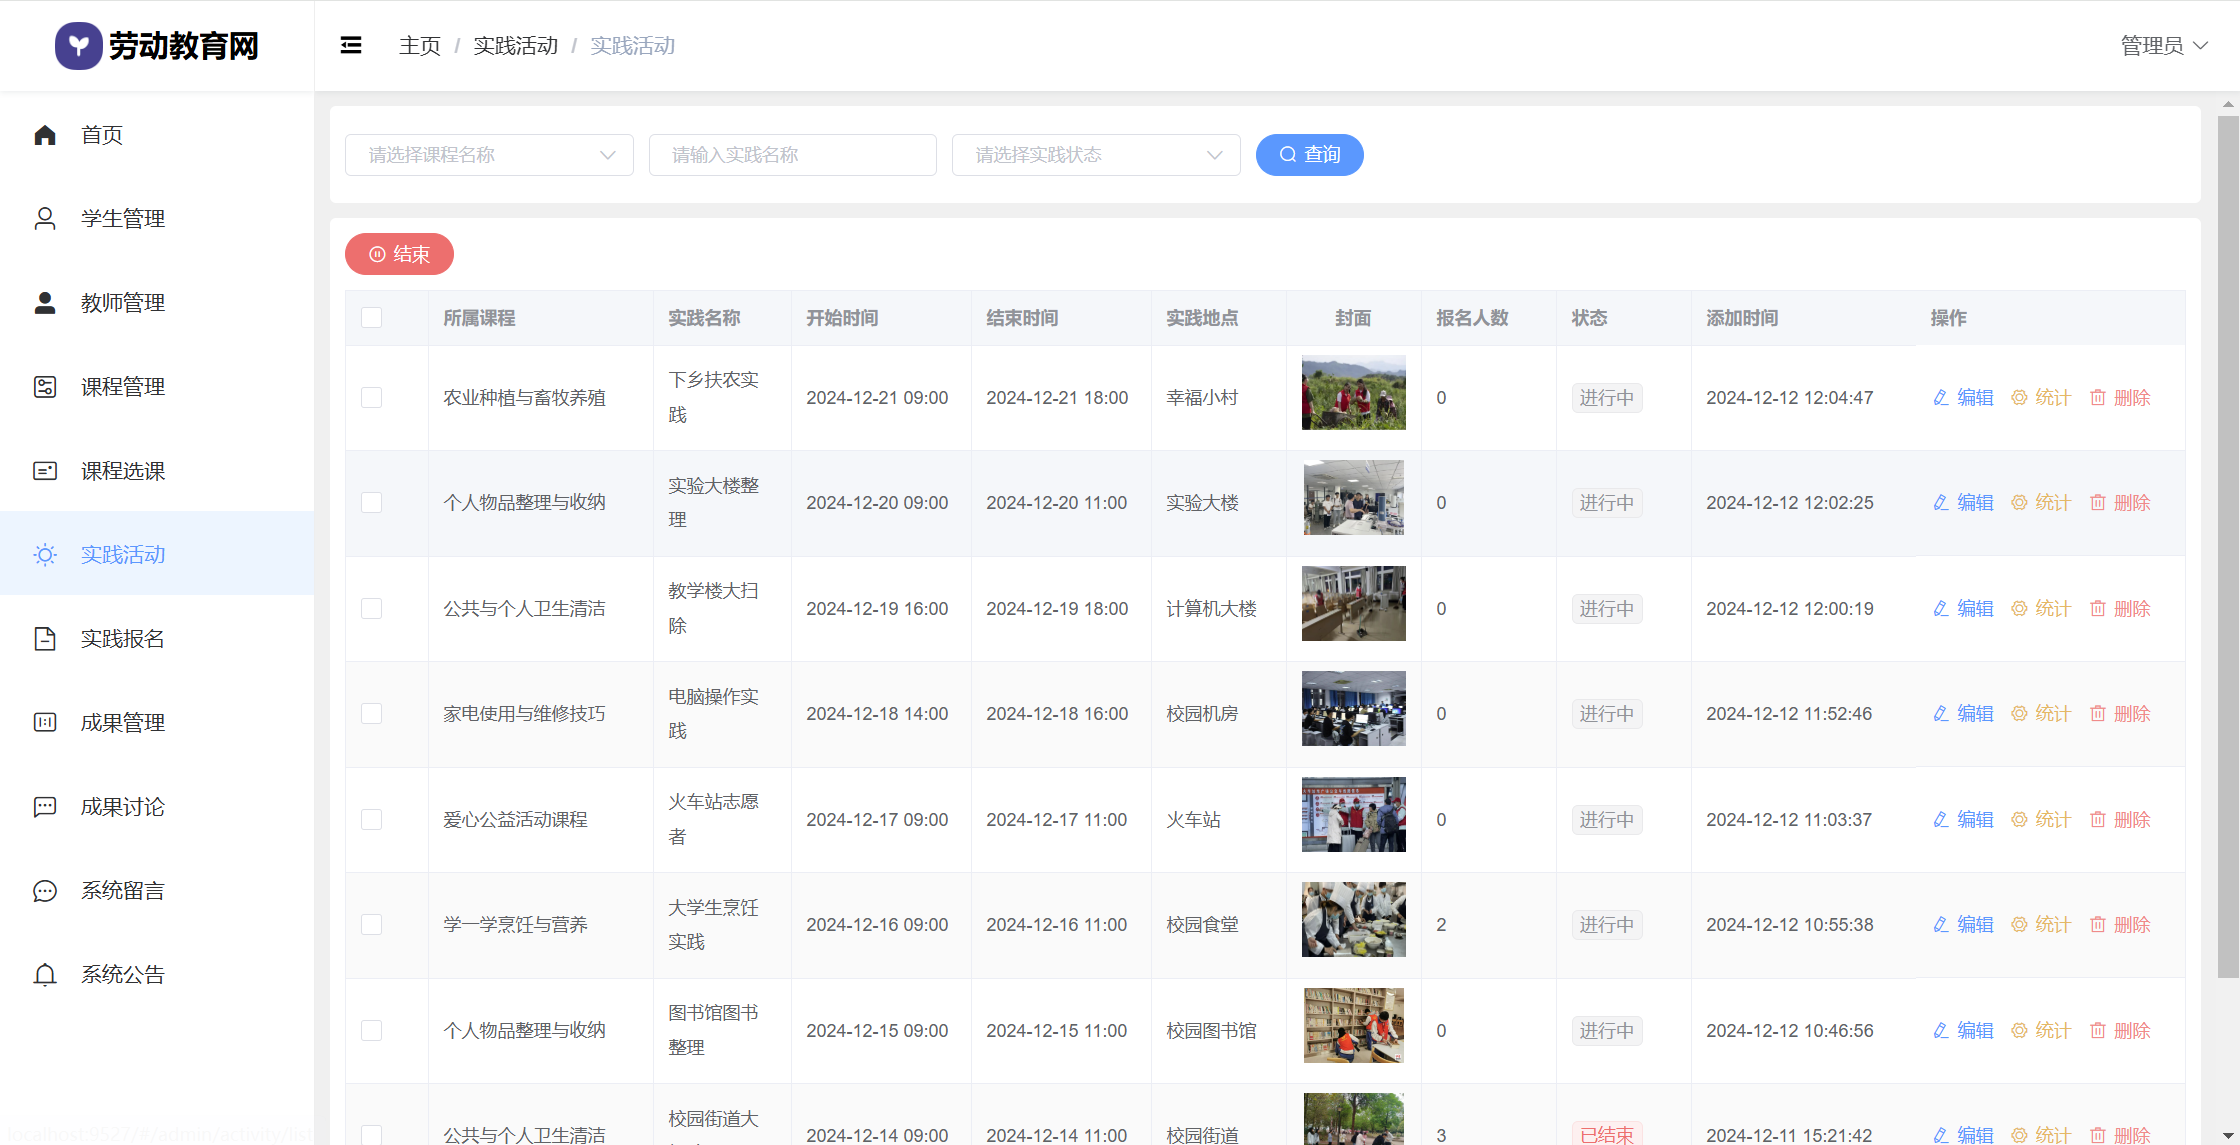 劳动教育网
主页 / 实践活动 / 实践活动
管理员
首页
学生管理
教师管理
课程管理
课程选课
实践活动
实践报名
成果管理
成果讨论
系统留言
系统公告
请选择课程名称 请输入实践名称 请选择实践状态 查询
结束
所属课程 实践名称 开始时间 结束时间 实践地点 封面 报名人数 状态 添加时间 操作
农业种植与畜牧养殖 下乡扶农实 2024-12-21 09:00 2024-12-21 18:00 幸福小村 0 进行中 2024-12-12 12:04:47 编辑 统计 删除
践
个人物品整理与收纳 实验大楼整 2024-12-20 09:00 2024-12-20 11:00 实验大楼 0 进行中 2024-12-12 12:02:25 编辑 统计 删除
理
公共与个人卫生清洁 教学楼大扫 2024-12-19 16:00 2024-12-19 18:00 计算机大楼 0 进行中 2024-12-12 12:00:19 编辑 统计 删除
除
家电使用与维修技巧 电脑操作实 2024-12-18 14:00 2024-12-18 16:00 校园机房 0 进行中 2024-12-12 11:52:46 编辑 统计 删除
践
爱心公益活动课程 火车站志愿 2024-12-17 09:00 2024-12-17 11:00 火车站 0 进行中 2024-12-12 11:03:37 编辑 统计 删除
者
学一学烹饪与营养 大学生烹饪 2024-12-16 09:00 2024-12-16 11:00 校园食堂 2 进行中 2024-12-12 10:55:38 编辑 统计 删除
实践
个人物品整理与收纳 图书馆图书 2024-12-15 09:00 2024-12-15 11:00 校园图书馆 0 进行中 2024-12-12 10:46:56 编辑 统计 删除
整理
公共与个人卫生清洁 校园街道大 2024-12-14 09:00 2024-12-14 11:00 校园街道 3 已结束 2024-12-11 15:21:42 编辑 统计 删除
localhost:9527/#/admin/activity/list